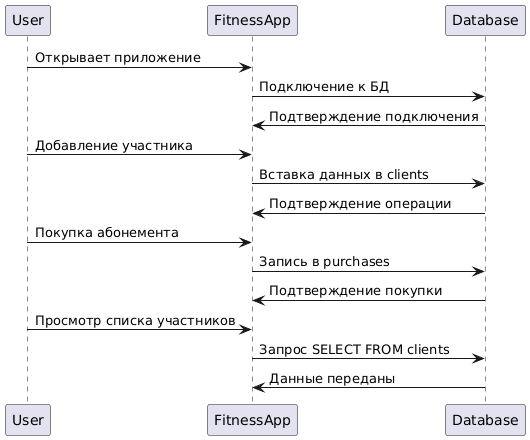 User FitnessApp Database
Открывает приложение
Подключение к БД
Подтверждение подключения
Добавление участника
Вставка данных в clients
Подтверждение операции
Покупка абонемента
Запись в purchases
Подтверждение покупки
Просмотр списка участников
Запрос SELECT FROM clients
Данные переданы
User FitnessApp Database